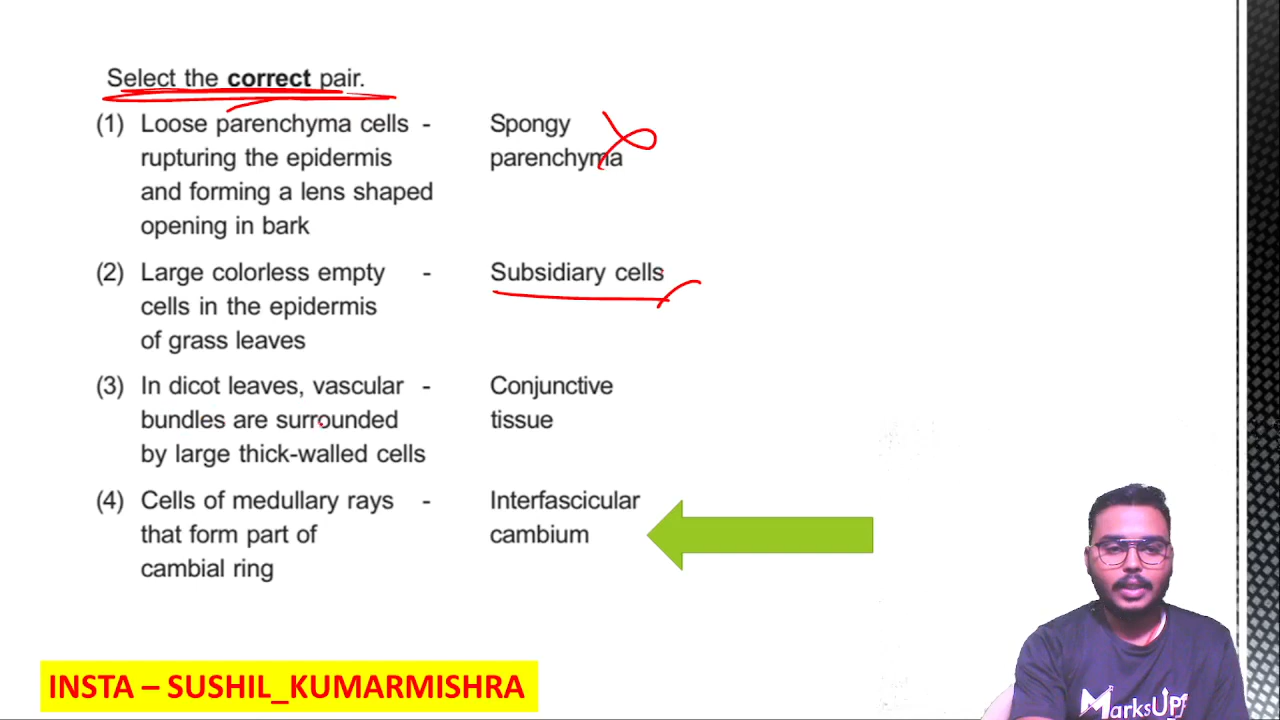 Select the correct pair.
(1) Loose parenchyma cells - Spongy
rupturing the epidermis parenchyma
and forming a lens shaped
opening in bark
(2) Large colorless empty - Subsidiary cells
cells in the epidermis
of grass leaves
(3) In dicot leaves, vascular - Conjunctive
bundles are surrounded tissue
by large thick-walled cells
(4) Cells of medullary rays - Interfascicular
that form part of cambium
cambial ring
INSTA – SUSHIL_KUMARMISHRA
MarksUP